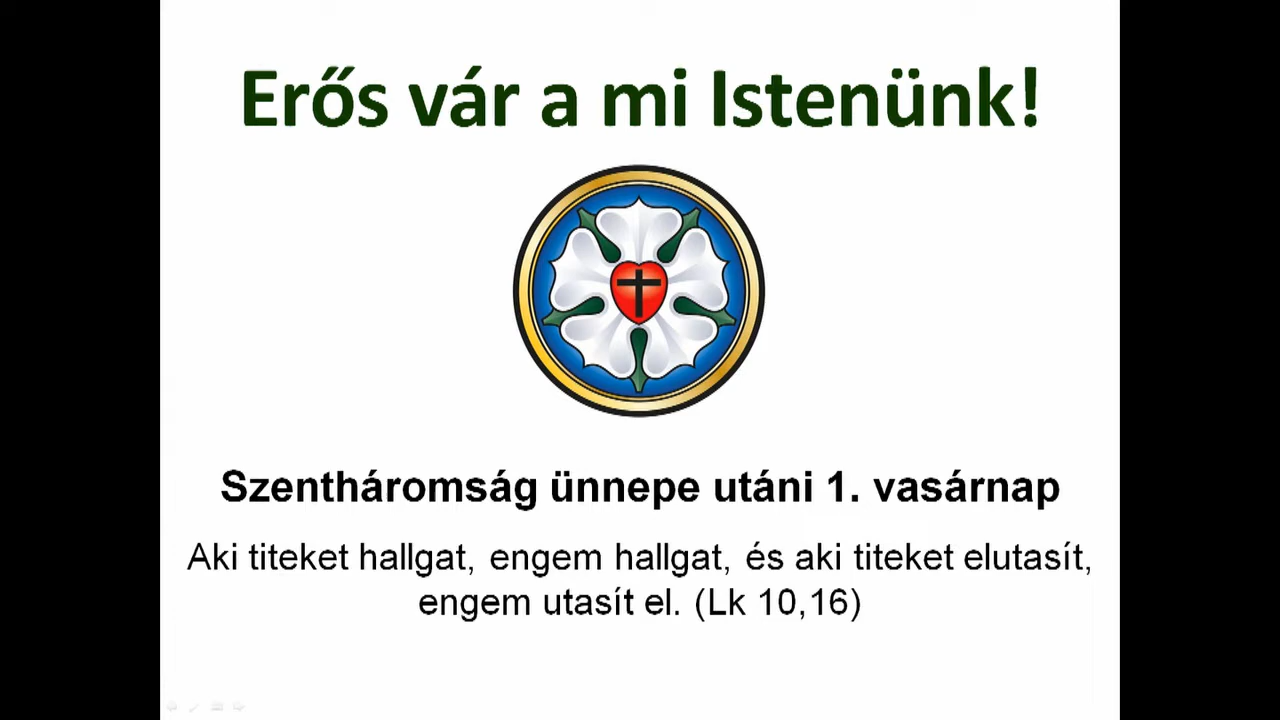 Erős vár a mi Istenünk!
Szentháromság ünnepe utáni 1. vasárnap
Aki titeket hallgat, engem hallgat, és aki titeket elutasít,
engem utasít el. (Lk 10,16)